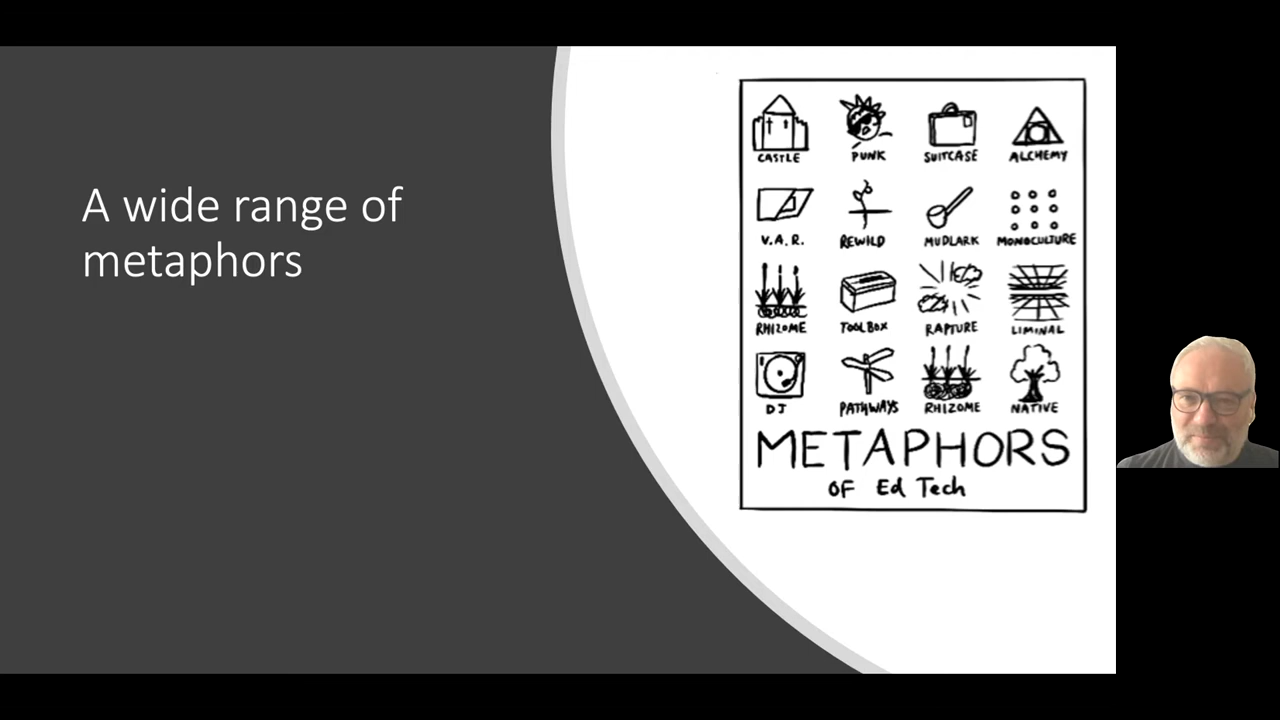 A wide range of
metaphors
CASTLE PUNK SUITCASE ALCHEMY
V.A.R. REWILD MUDLARK MONOCULTURE
RHIZOME TOOLBOX RAPTURE LIMINAL
DJ PATHWAYS RHIZOME NATIVE
METAPHORS
OF Ed Tech